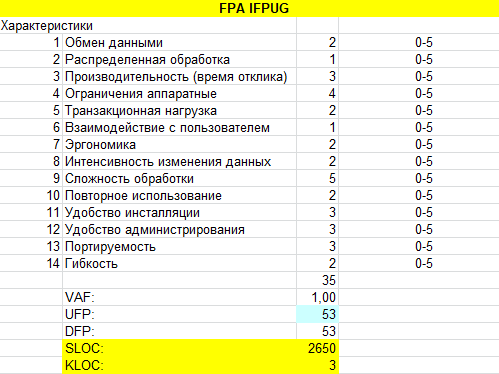 FPA IFPUG
Характеристики
1 Обмен данными 2 0-5
2 Распределенная обработка 1 0-5
3 Производительность (время отклика) 3 0-5
4 Ограничения аппаратные 4 0-5
5 Транзакционная нагрузка 2 0-5
6 Взаимодействие с пользователем 1 0-5
7 Эргономика 2 0-5
8 Интенсивность изменения данных 2 0-5
9 Сложность обработки 5 0-5
10 Повторное использование 2 0-5
11 Удобство инсталляции 3 0-5
12 Удобство администрирования 3 0-5
13 Портируемость 3 0-5
14 Гибкость 2 0-5
35
VAF: 1,00
UFP: 53
DFP: 53
SLOC: 2650
KLOC: 3